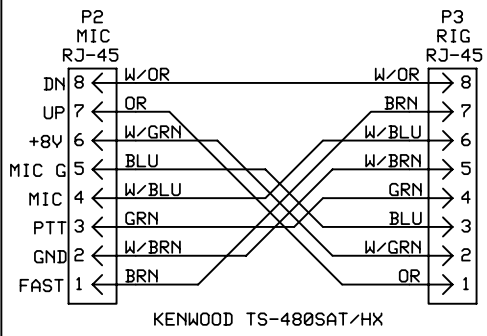 P2 P3
MIC RIG
RJ-45 RJ-45
DN 8 W/OR W/OR 8
UP 7 OR BRN 7
+8V 6 W/GRN W/BLU 6
MIC G 5 BLU W/BRN 5
MIC 4 W/BLU GRN 4
PTT 3 GRN BLU 3
GND 2 W/BRN W/GRN 2
FAST 1 BRN OR 1
KENWOOD TS-480SAT/HX